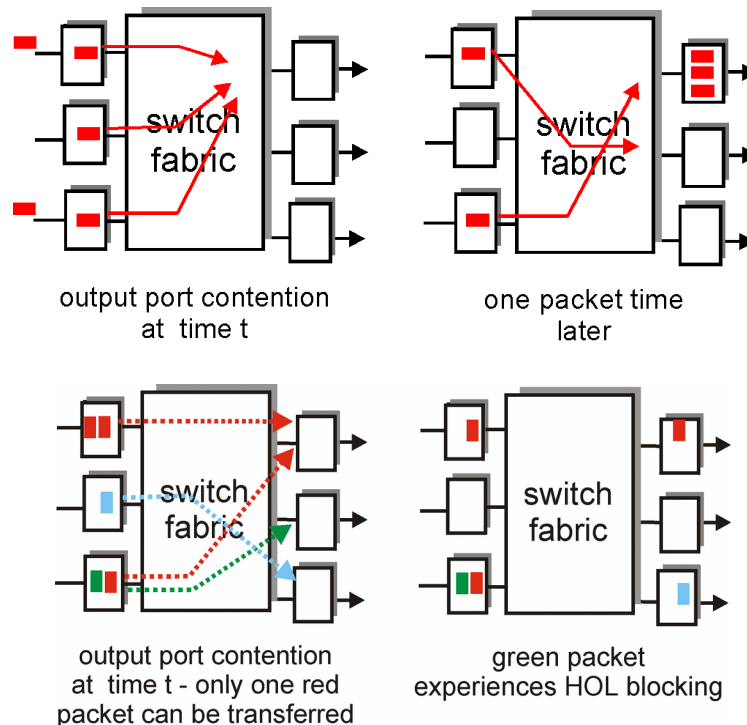 switch
fabric
switch
fabric
output port contention
at time t
one packet time
later
switch
fabric
switch
fabric
output port contention
at time t - only one red
packet can be transferred
green packet
experiences HOL blocking